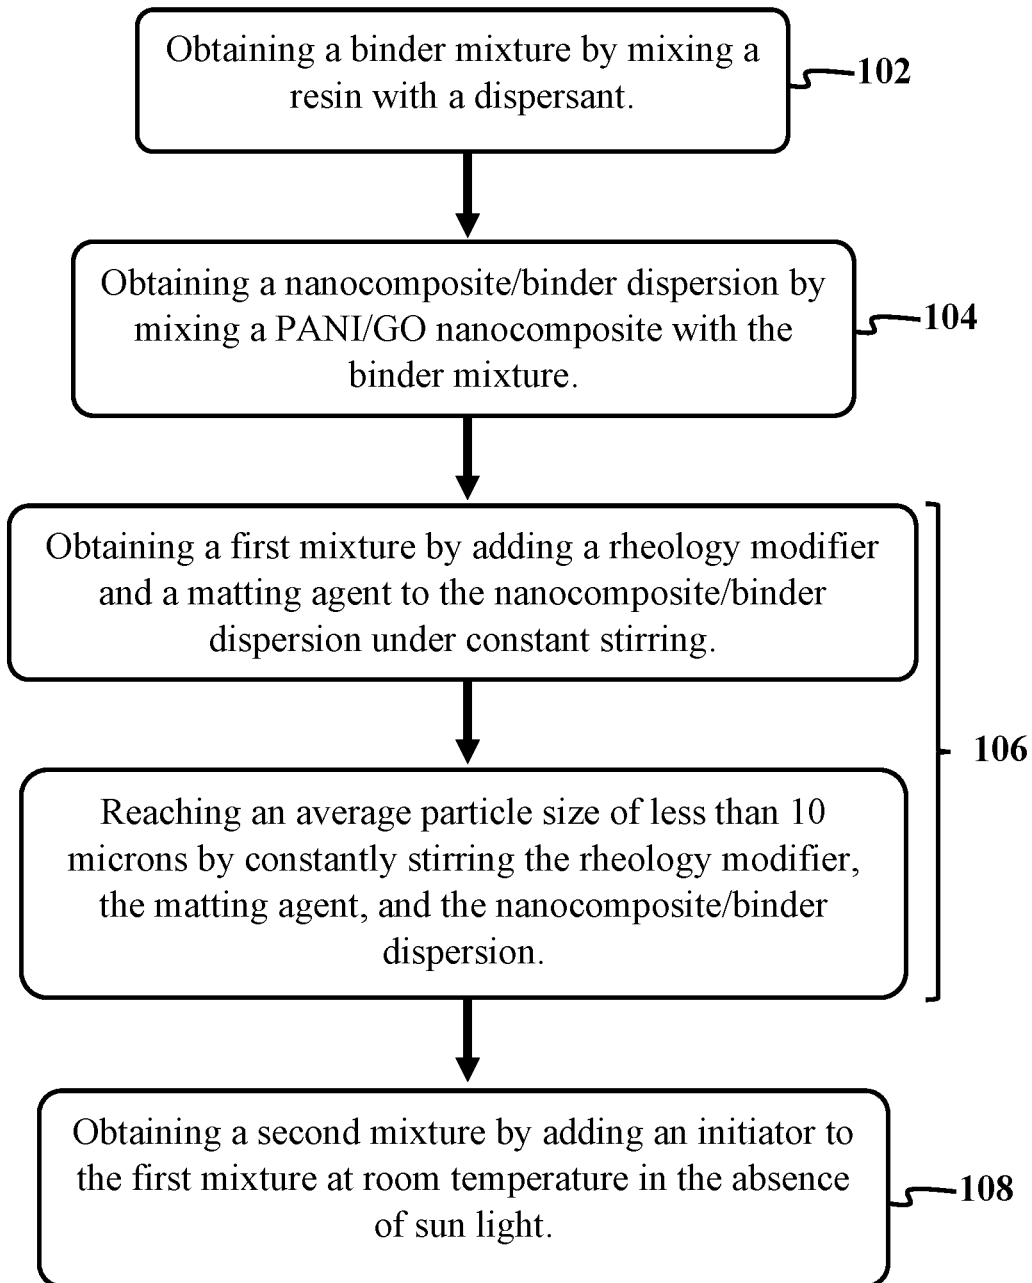 Obtaining a binder mixture by mixing a
resin with a dispersant.
102
Obtaining a nanocomposite/binder dispersion by
mixing a PANI/GO nanocomposite with the
binder mixture.
104
Obtaining a first mixture by adding a rheology modifier
and a matting agent to the nanocomposite/binder
dispersion under constant stirring.
Reaching an average particle size of less than 10
microns by constantly stirring the rheology modifier,
the matting agent, and the nanocomposite/binder
dispersion.
106
Obtaining a second mixture by adding an initiator to
the first mixture at room temperature in the absence
of sun light.
108